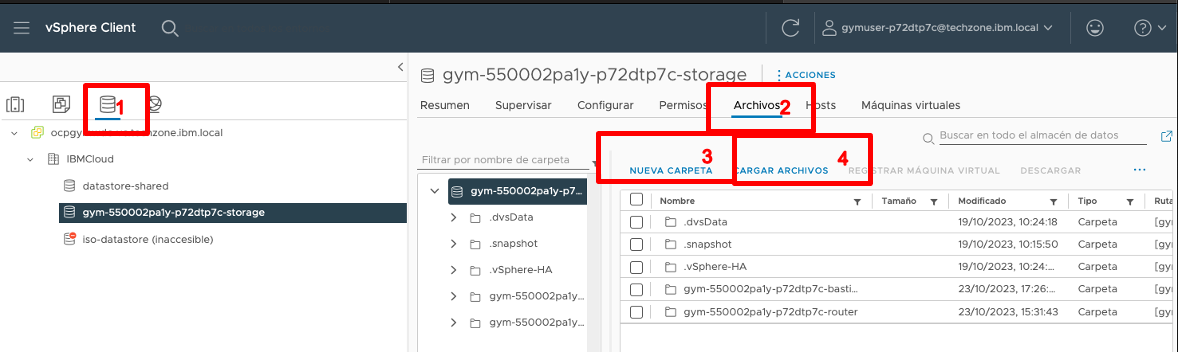 vSphere Client
gymuser-p72dtp7c@techzone.ibm.local
gym-550002pa1y-p72dtp7c-storage
ACCIONES
1
Resumen Supervisar Configurar Permisos Archivos 2 Hosts Máquinas virtuales
techzone.ibm.local
IBMCloud
datastore-shared
gym-550002pa1y-p72dtp7c-storage
iso-datastore (inaccesible)
Buscar en todo el almacén de datos
Filtrar por nombre de carpeta
3 4
NUEVA CARPETA CARGAR ARCHIVOS REGISTRAR MÁQUINA VIRTUAL DESCARGAR ...
gym-550002pa1y-p7...
.dvsData
.snapshot
.vSphere-HA
gym-550002pa1y...
gym-550002pa1y...
Nombre Tamaño Modificado Tipo Ruta
.dvsData 19/10/2023, 10:24:18 Carpeta [gy
.snapshot 19/10/2023, 10:15:50 Carpeta [gy
.vSphere-HA 19/10/2023, 10:24:... Carpeta [gy
gym-550002pa1y-p72dtp7c-basti... 23/10/2023, 17:26:... Carpeta [gy
gym-550002pa1y-p72dtp7c-router 23/10/2023, 15:31:43 Carpeta [gy